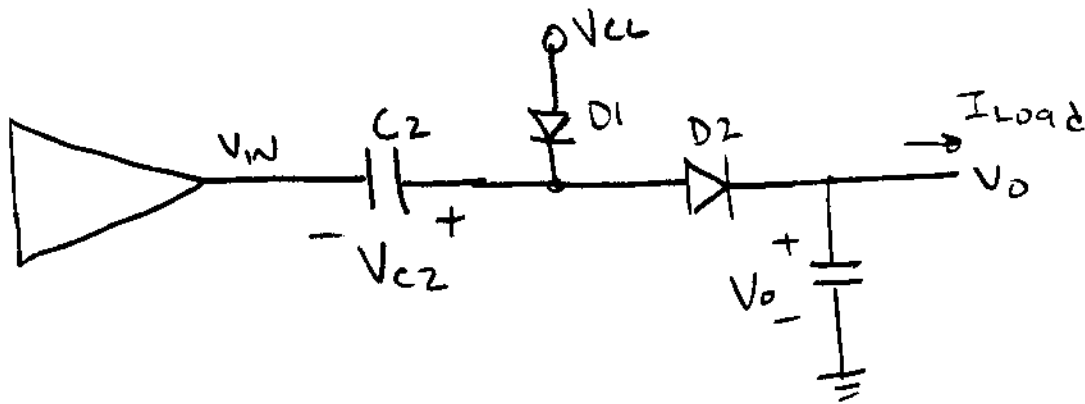 VCC
D1
C2
D2
ILoad
VIN
Vo
- +
VC2
+
Vo
-